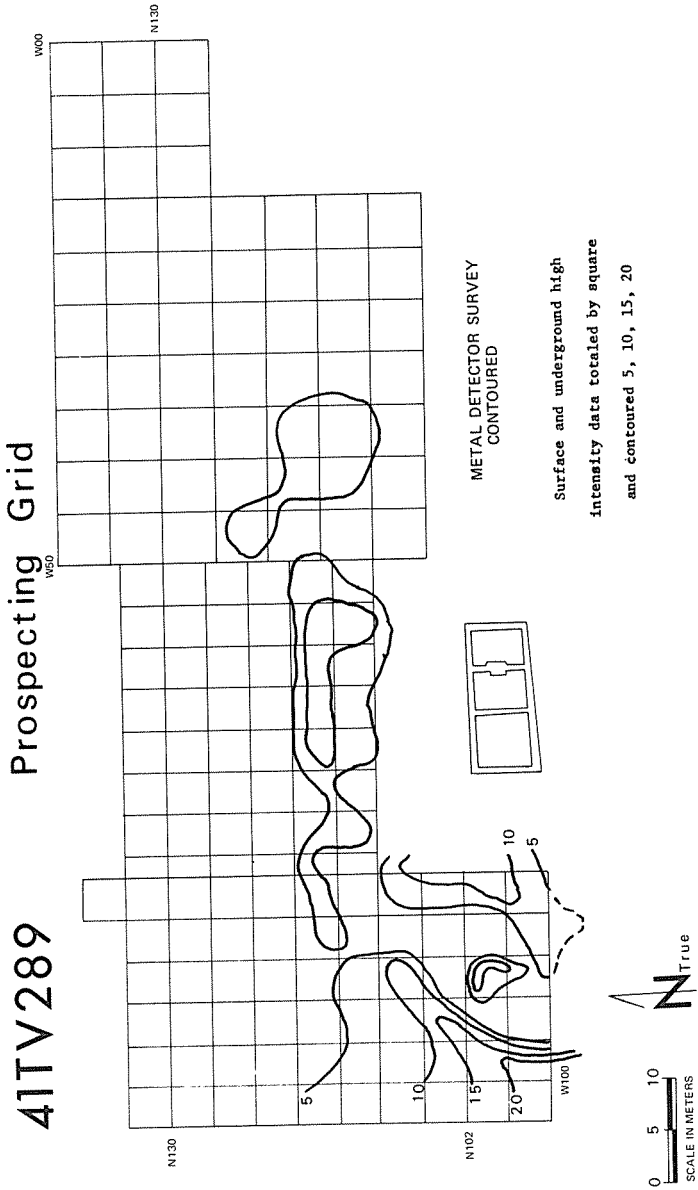 41TV289 Prospecting Grid
W00
N130
W50
METAL DETECTOR SURVEY
CONTOURED
Surface and underground high
intensity data totaled by square
and contoured 5, 10, 15, 20
10
5
5
10
15
20
N130
N102
W100
N True
0 5 10
SCALE IN METERS